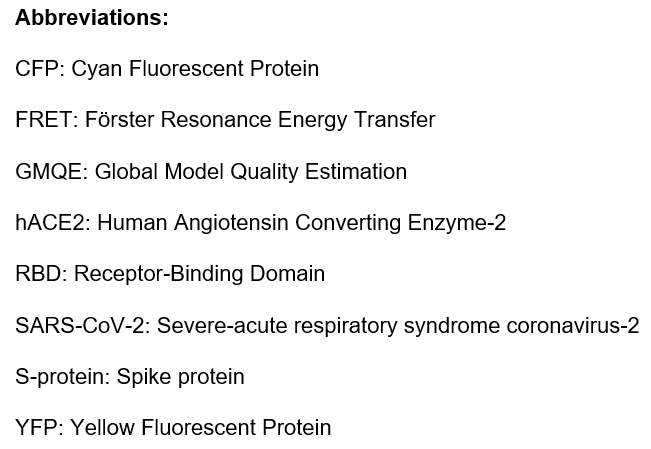 Abbreviations:
CFP: Cyan Fluorescent Protein
FRET: Förster Resonance Energy Transfer
GMQE: Global Model Quality Estimation
hACE2: Human Angiotensin Converting Enzyme-2
RBD: Receptor-Binding Domain
SARS-CoV-2: Severe-acute respiratory syndrome coronavirus-2
S-protein: Spike protein
YFP: Yellow Fluorescent Protein